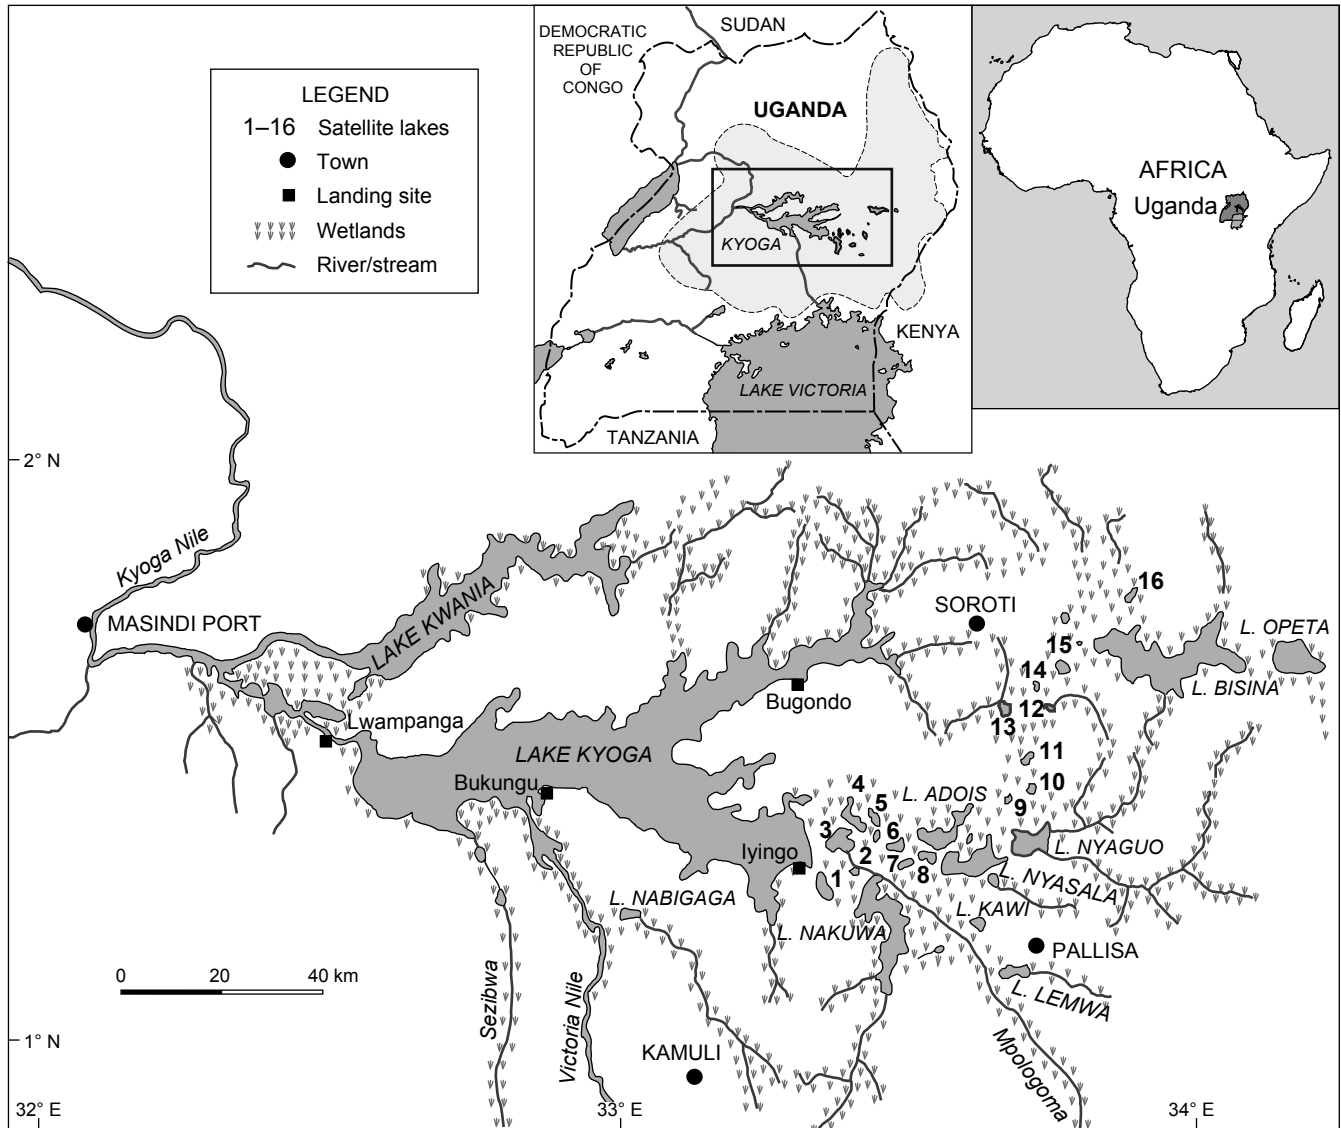 LEGEND
1–16 Satellite lakes
Town
Landing site
Wetlands
River/stream
SUDAN
DEMOCRATIC
REPUBLIC
OF
CONGO
UGANDA
KYOGA
KENYA
LAKE VICTORIA
TANZANIA
AFRICA
Uganda
2° N
Kyoga Nile
MASINDI PORT
LAKE KWANIA
SOROTI
16
L. OPETA
15
14
L. BISINA
Bugondo
12
13
Lwampanga
LAKE KYOGA
11
Bukungu
10
4
L. ADOIS
5
9
3
6
L. NYAGUO
Iyingo
2
7
8
1
L. NYASALA
L. NABIGAGA
L. KAWI
L. NAKUWA
PALLISA
0 20 40 km
L. LEMWA
Sezibwa
Victoria Nile
Mpologoma
1° N
KAMULI
32° E
33° E
34° E